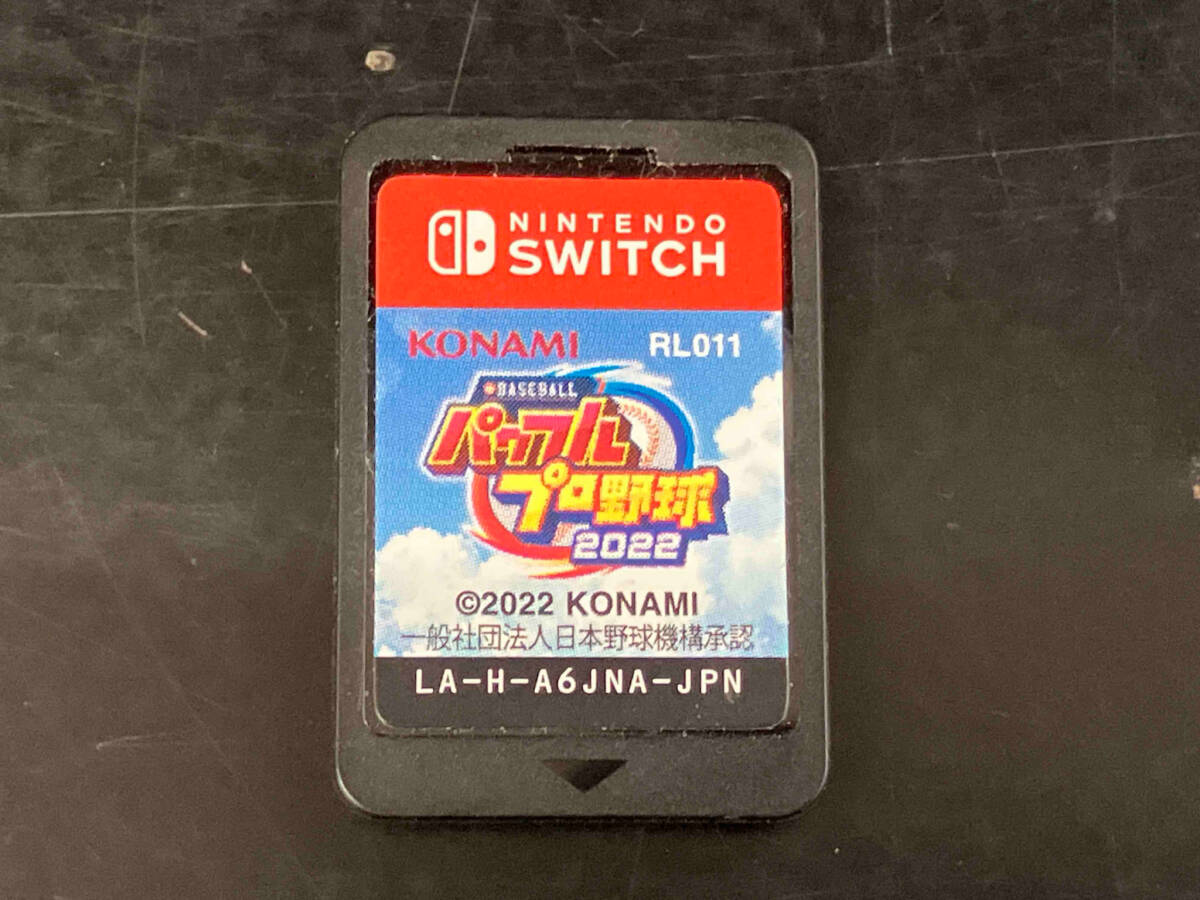 NINTENDO
SWITCH
KONAMI RL011
BASEBALL
パワフル
プロ野球
2022
©2022 KONAMI
一般社団法人日本野球機構承認
LA-H-A6JNA-JPN